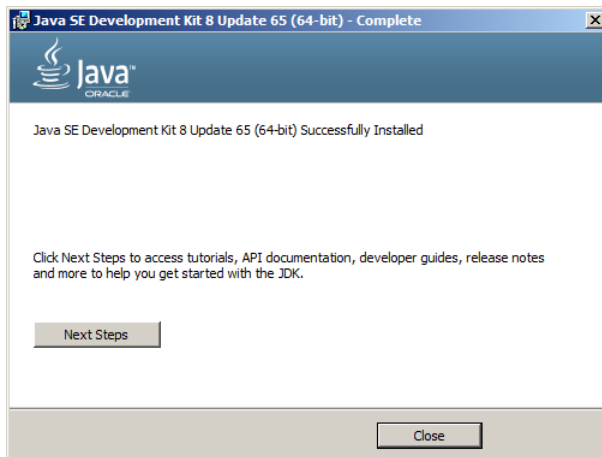 Java SE Development Kit 8 Update 65 (64-bit) - Complete
Java™
ORACLE
Java SE Development Kit 8 Update 65 (64-bit) Successfully Installed
Click Next Steps to access tutorials, API documentation, developer guides, release notes
and more to help you get started with the JDK.
Next Steps
Close